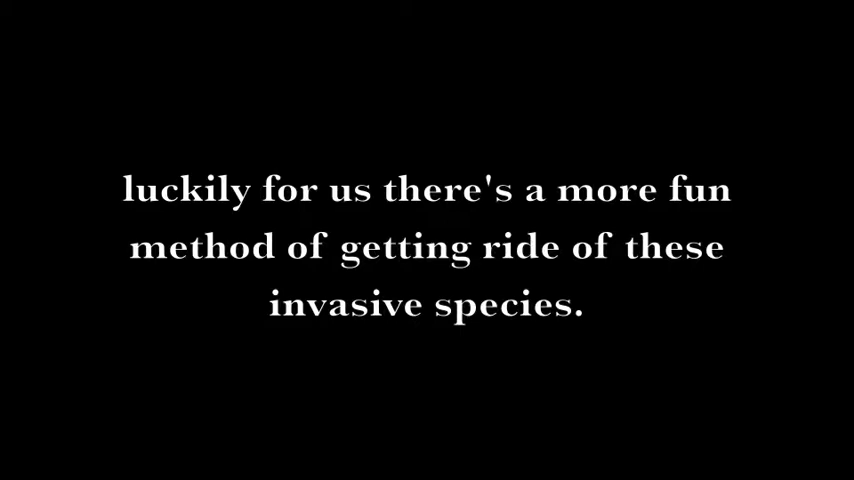 luckily for us there's a more fun
method of getting ride of these
invasive species.